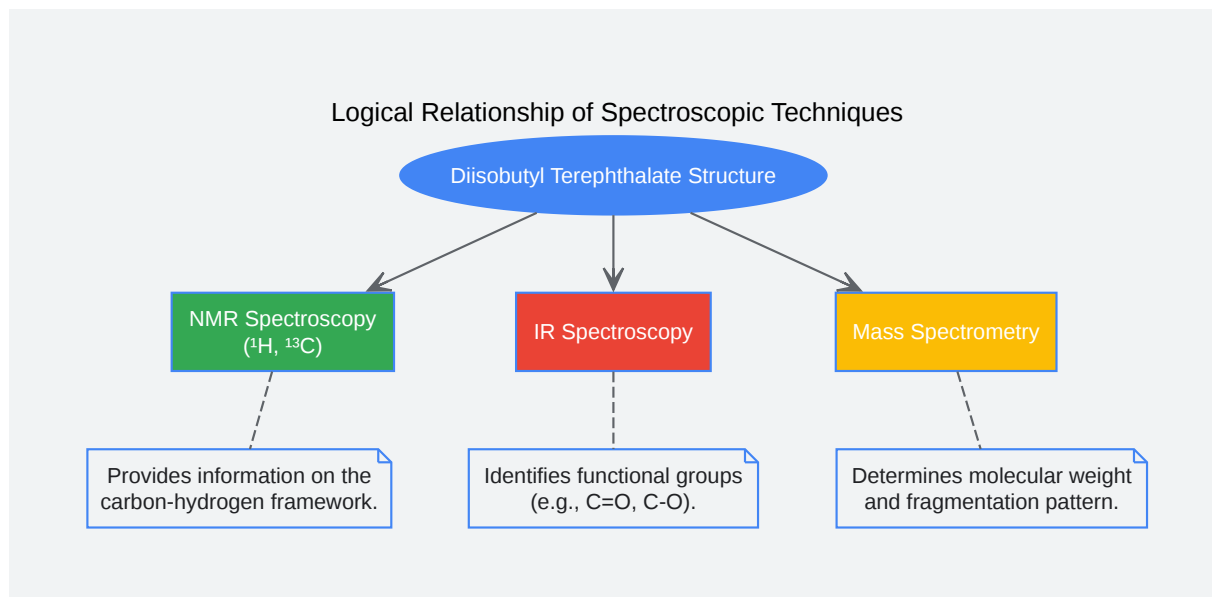 Logical Relationship of Spectroscopic Techniques
Diisobutyl Terephthalate Structure
NMR Spectroscopy
(¹H, ¹³C)
IR Spectroscopy
Mass Spectrometry
Provides information on the
carbon-hydrogen framework.
Identifies functional groups
(e.g., C=O, C-O).
Determines molecular weight
and fragmentation pattern.